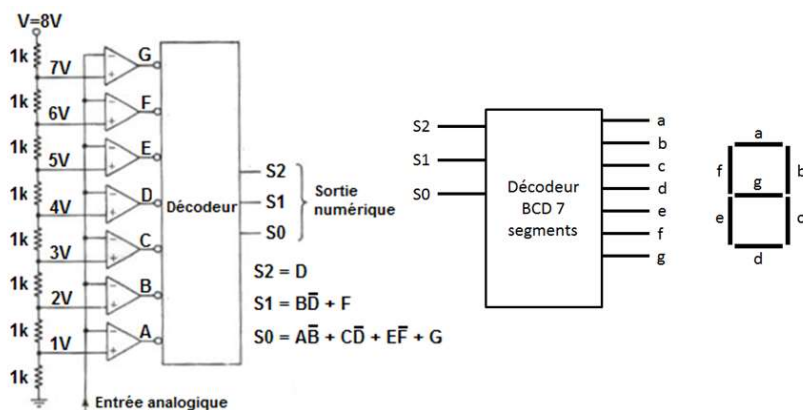 V=8V
1k
7V
G
1k
6V
F
1k
5V
E
1k
4V
D
1k
3V
C
1k
2V
B
1k
1V
A
1k
Entrée analogique
Décodeur
S2
S1
S0
Sortie
numérique
S2 = D
S1 = BD̅ + F
S0 = AB̅ + CD̅ + EF̅ + G
S2
S1
S0
Décodeur
BCD 7
segments
a
b
c
d
e
f
g
a
f
b
g
e
c
d